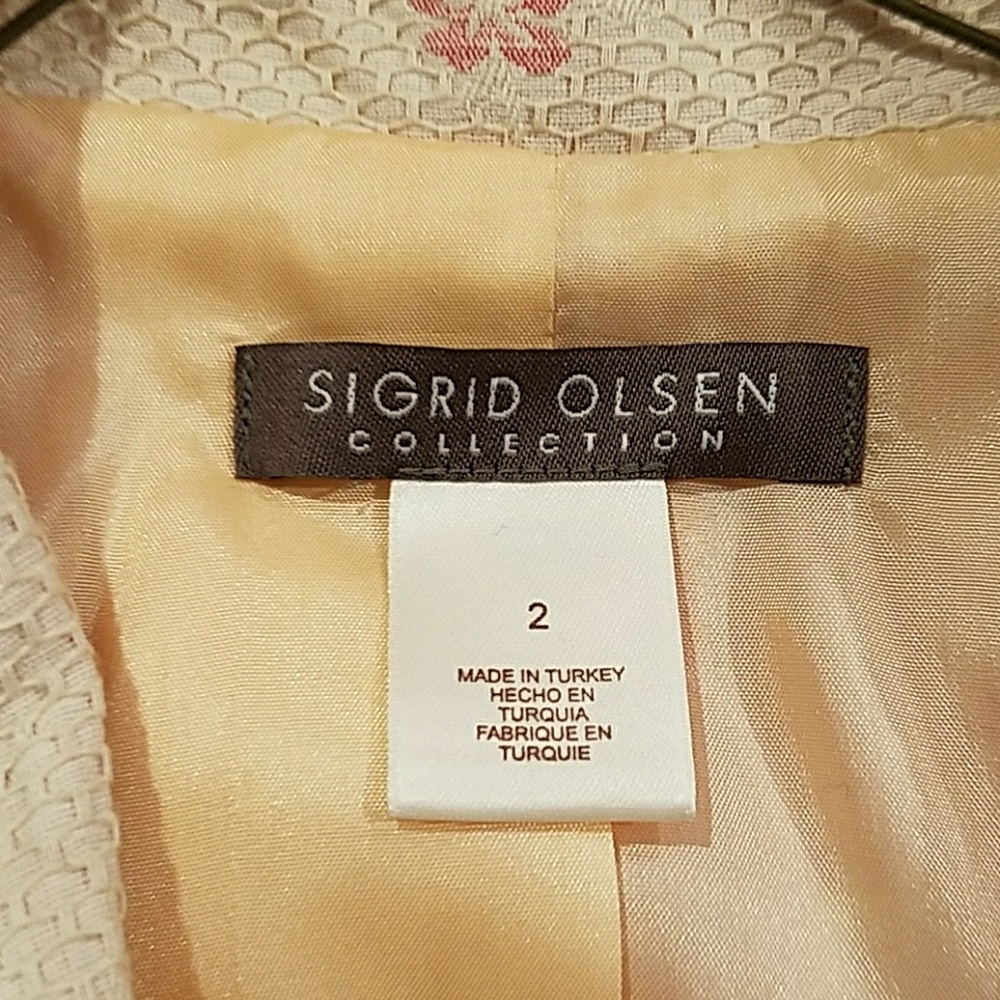 SIGRID OLSEN
COLLECTION
2
MADE IN TURKEY
HECHO EN
TURQUIA
FABRIQUE EN
TURQUIE